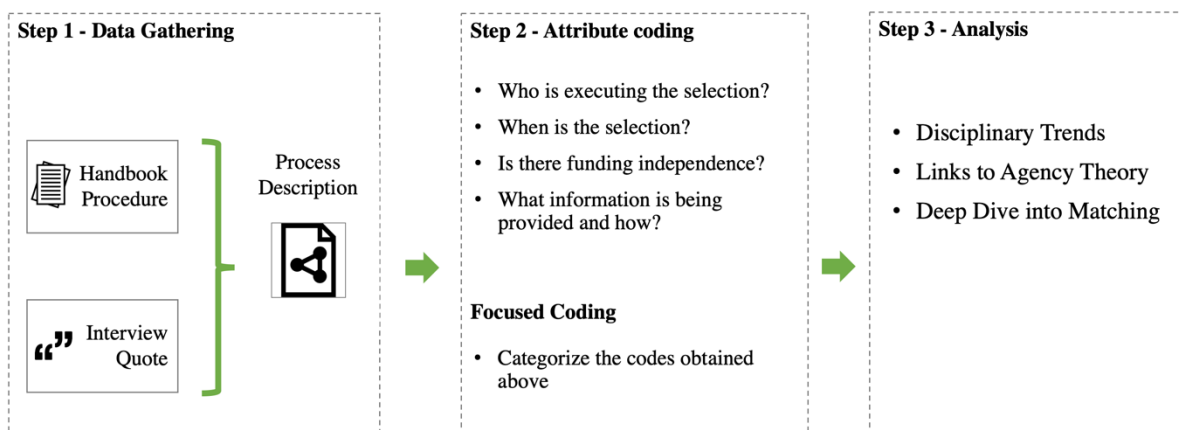 Step 1 - Data Gathering
Handbook
Procedure
Interview
Quote
Process
Description
Step 2 - Attribute coding
• Who is executing the selection?
• When is the selection?
• Is there funding independence?
• What information is being
provided and how?
Focused Coding
• Categorize the codes obtained
above
Step 3 - Analysis
• Disciplinary Trends
• Links to Agency Theory
• Deep Dive into Matching